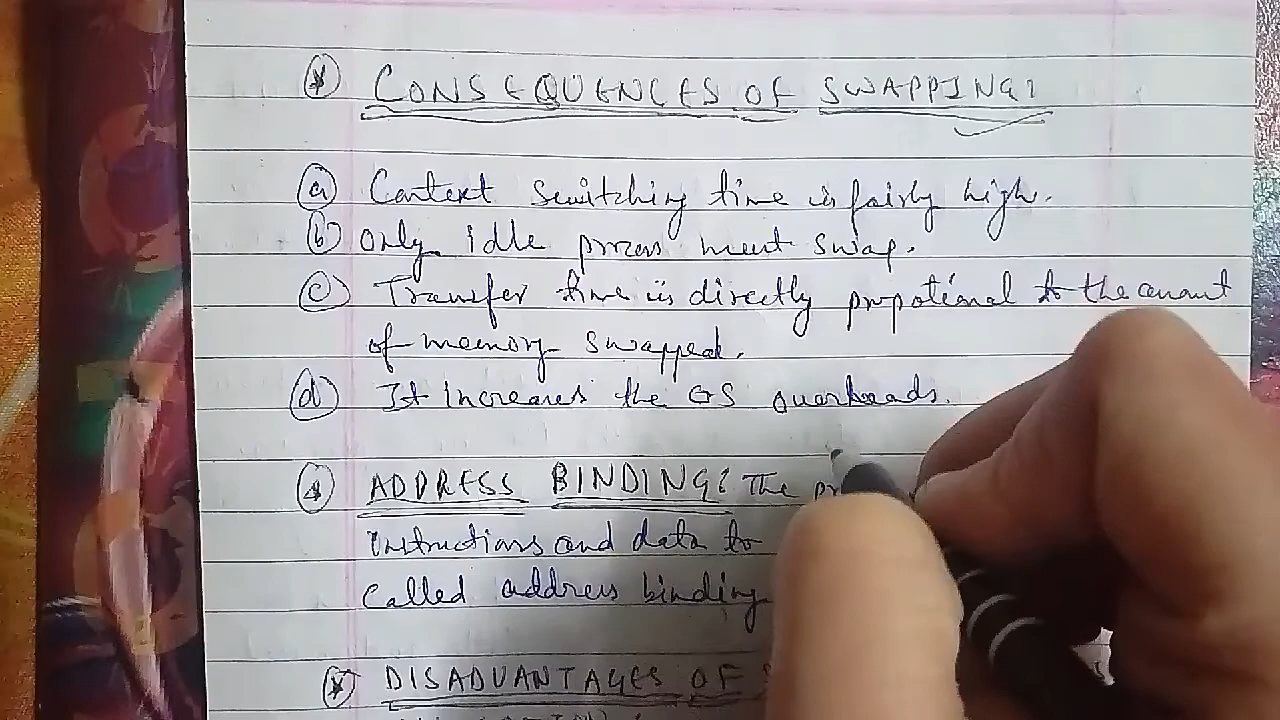 CONSEQUENCES OF SWAPPING:
(a) Context switching time is fairly high.
(b) Only idle process must swap.
(c) Transfer time is directly propotional to the amount
of memory swapped.
(d) It increases the OS overheads.
ADDRESS BINDING: The
instructions and data to
called address binding
DISADVANTAGES OF